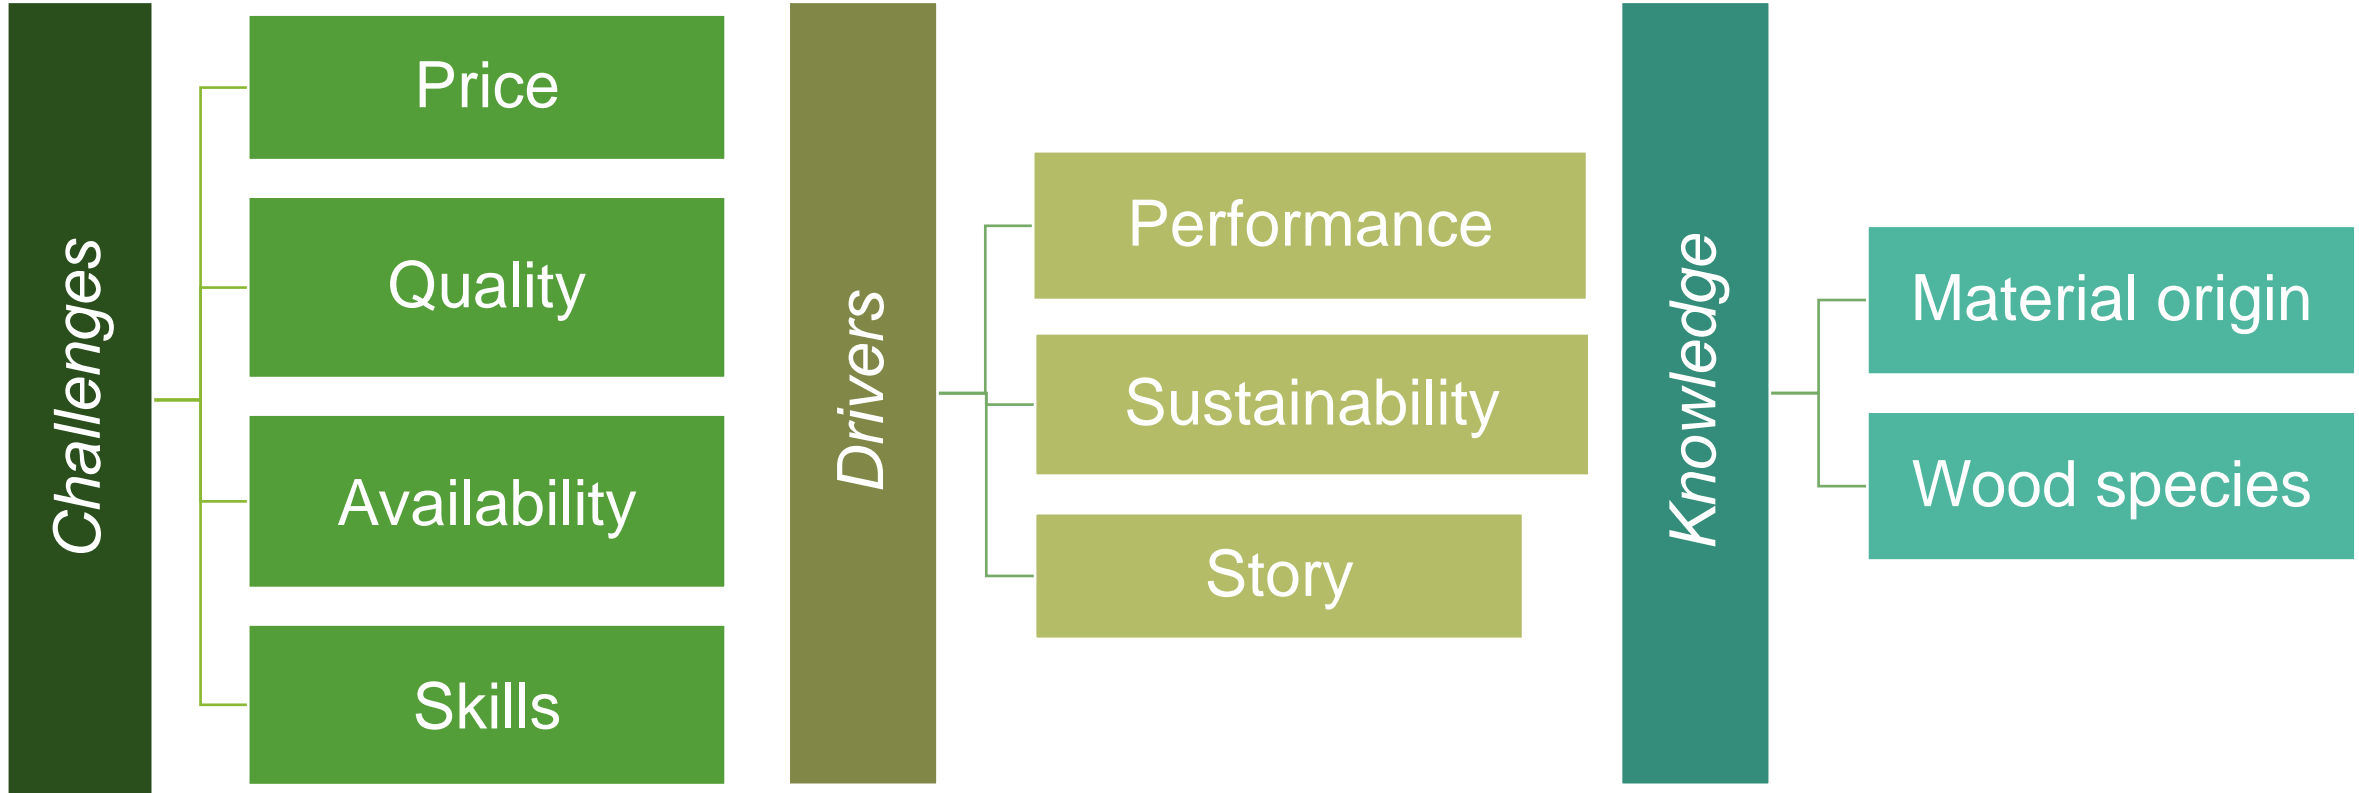 Challenges
Price
Quality
Availability
Skills
Drivers
Performance
Sustainability
Story
Knowledge
Material origin
Wood species